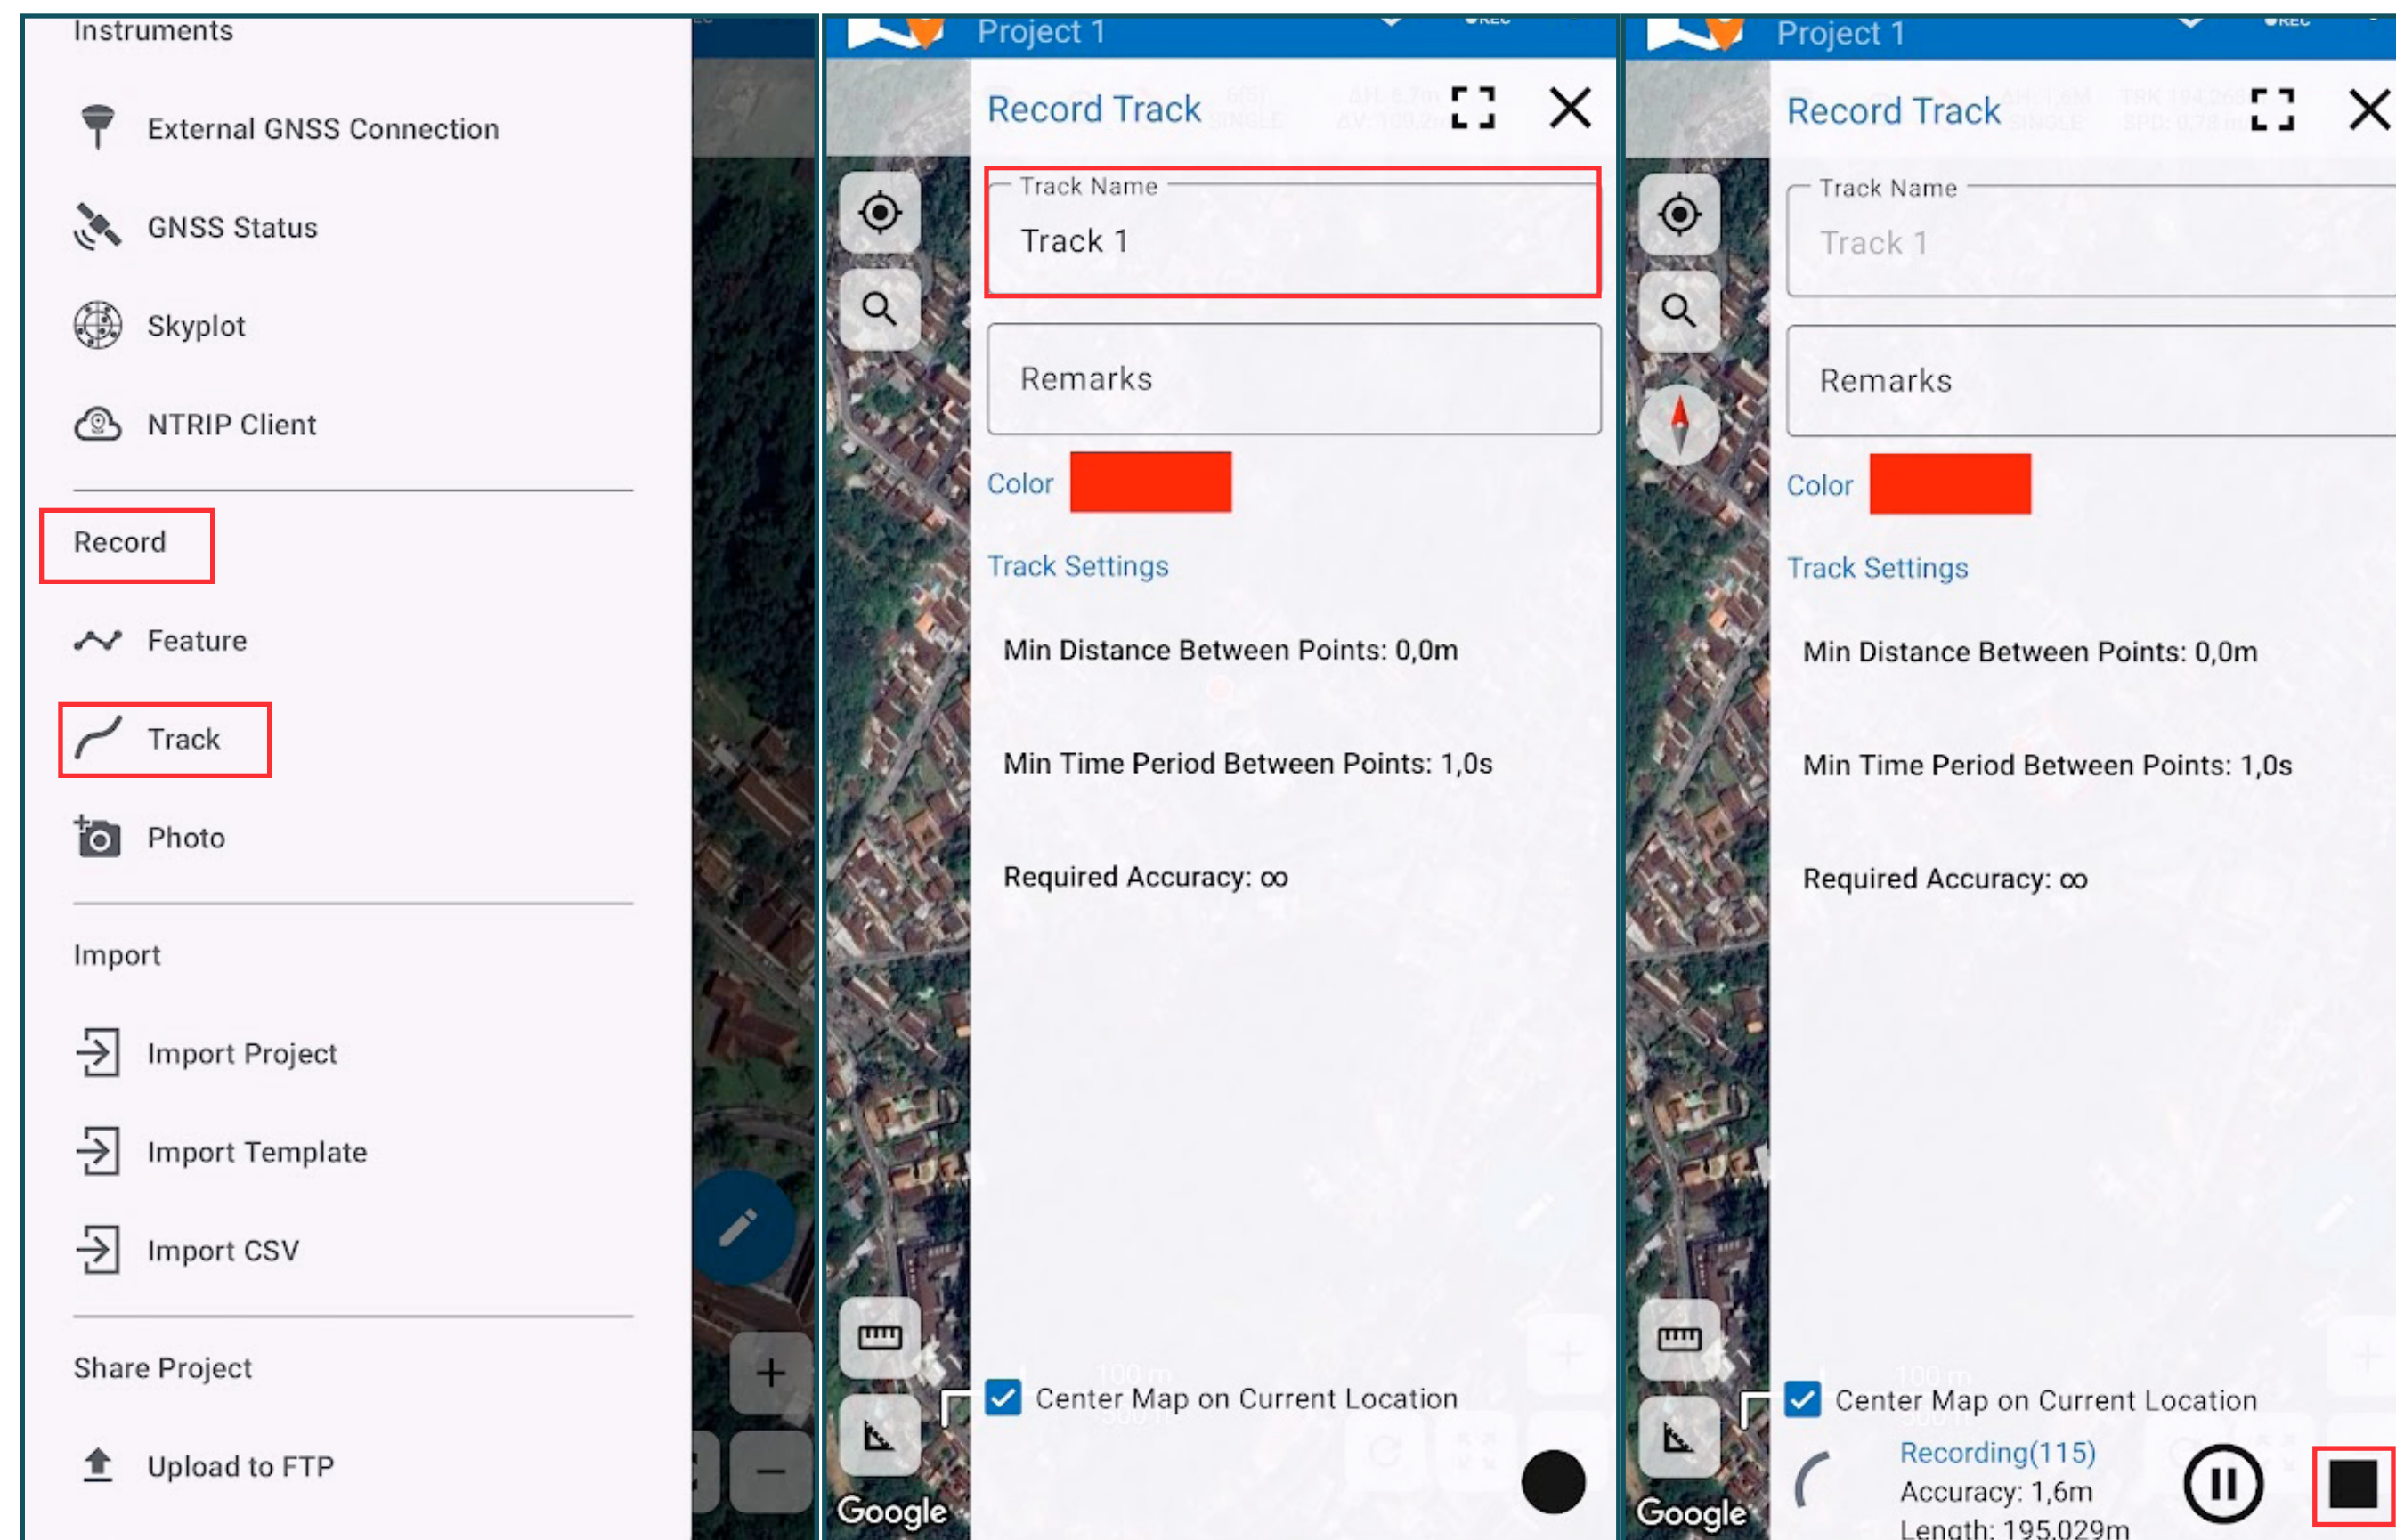 Instruments
External GNSS Connection
GNSS Status
Skyplot
NTRIP Client
Record
Feature
Track
Photo
Import
Import Project
Import Template
Import CSV
Share Project
Upload to FTP
Project 1
Record Track
Track Name
Track 1
Remarks
Color
Track Settings
Min Distance Between Points: 0,0m
Min Time Period Between Points: 1,0s
Required Accuracy: ∞
100 m
Center Map on Current Location
Google
Project 1
Record Track
Track Name
Track 1
Remarks
Color
Track Settings
Min Distance Between Points: 0,0m
Min Time Period Between Points: 1,0s
Required Accuracy: ∞
100 m
Center Map on Current Location
Recording(115)
Accuracy: 1,6m
Length: 195,029m
Google